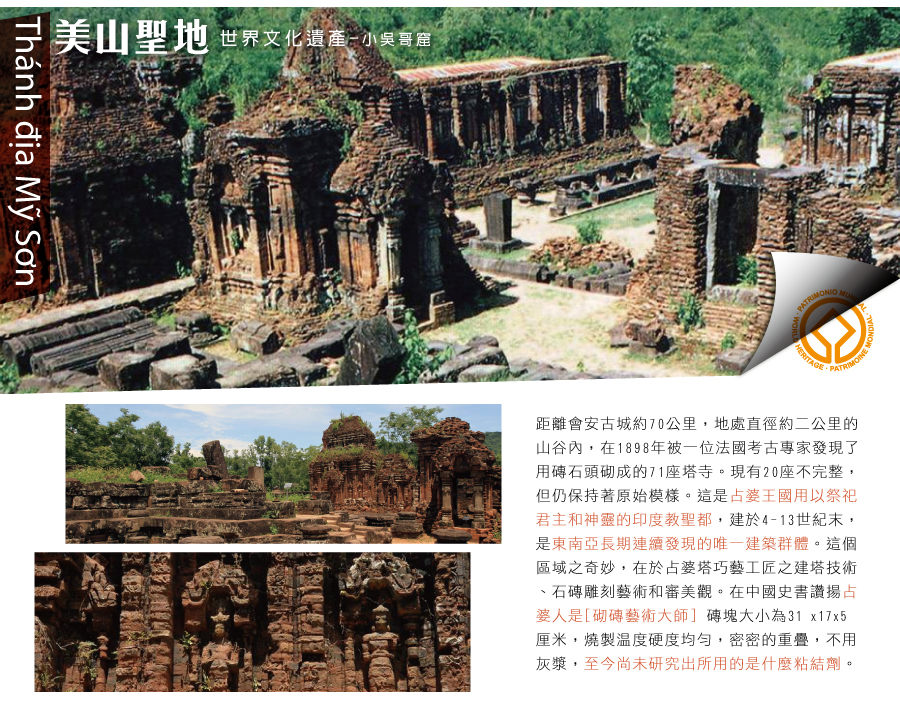 美山聖地 世界文化遺產-小吳哥窟
Thánh địa Mỹ Sơn
PATRIMONIO MUNDIAL
WORLD HERITAGE
PATRIMOINE MONDIAL
距離會安古城約70公里，地處直徑約二公里的
山谷內，在1898年被一位法國考古專家發現了
用磚石頭砌成的71座塔寺。現有20座不完整，
但仍保持著原始模樣。這是占婆王國用以祭祀
君主和神靈的印度教聖都，建於4-13世紀末，
是東南亞長期連續發現的唯一建築群體。這個
區域之奇妙，在於占婆塔巧藝工匠之建塔技術
、石磚雕刻藝術和審美觀。在中國史書讚揚占
婆人是[砌磚藝術大師] 磚塊大小為31 x17x5
厘米，燒製温度硬度均勻，密密的重疊，不用
灰漿，至今尚未研究出所用的是什麼粘結劑。